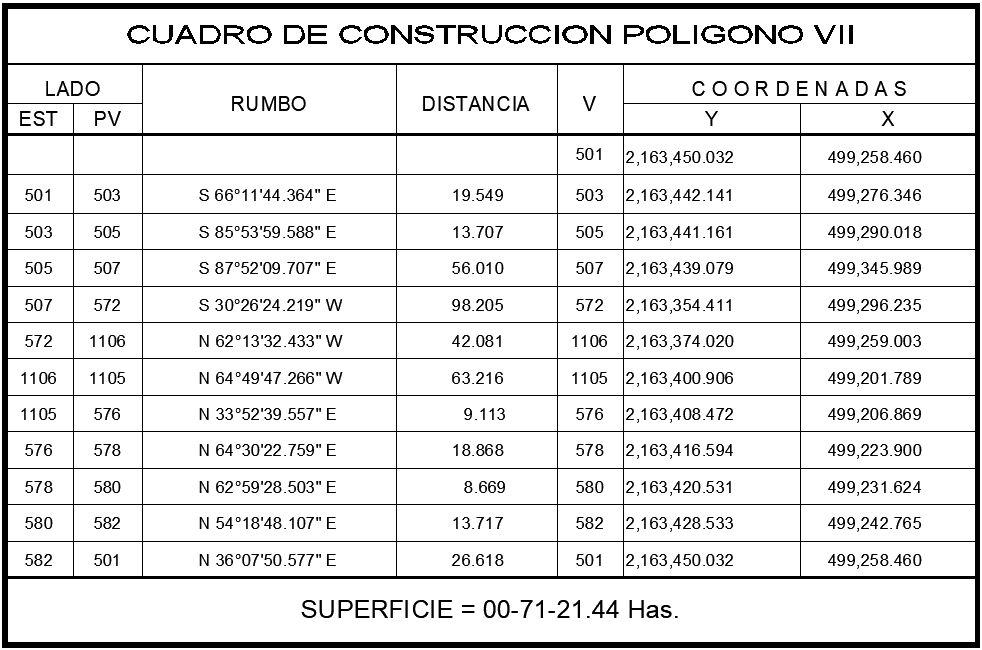 CUADRO DE CONSTRUCCION POLIGONO VII
LADO RUMBO DISTANCIA V COORDENADAS
EST PV Y X
501 2,163,450.032 499,258.460
501 503 S 66°11'44.364" E 19.549 503 2,163,442.141 499,276.346
503 505 S 85°53'59.588" E 13.707 505 2,163,441.161 499,290.018
505 507 S 87°52'09.707" E 56.010 507 2,163,439.079 499,345.989
507 572 S 30°26'24.219" W 98.205 572 2,163,354.411 499,296.235
572 1106 N 62°13'32.433" W 42.081 1106 2,163,374.020 499,259.003
1106 1105 N 64°49'47.266" W 63.216 1105 2,163,400.906 499,201.789
1105 576 N 33°52'39.557" E 9.113 576 2,163,408.472 499,206.869
576 578 N 64°30'22.759" E 18.868 578 2,163,416.594 499,223.900
578 580 N 62°59'28.503" E 8.669 580 2,163,420.531 499,231.624
580 582 N 54°18'48.107" E 13.717 582 2,163,428.533 499,242.765
582 501 N 36°07'50.577" E 26.618 501 2,163,450.032 499,258.460
SUPERFICIE = 00-71-21.44 Has.